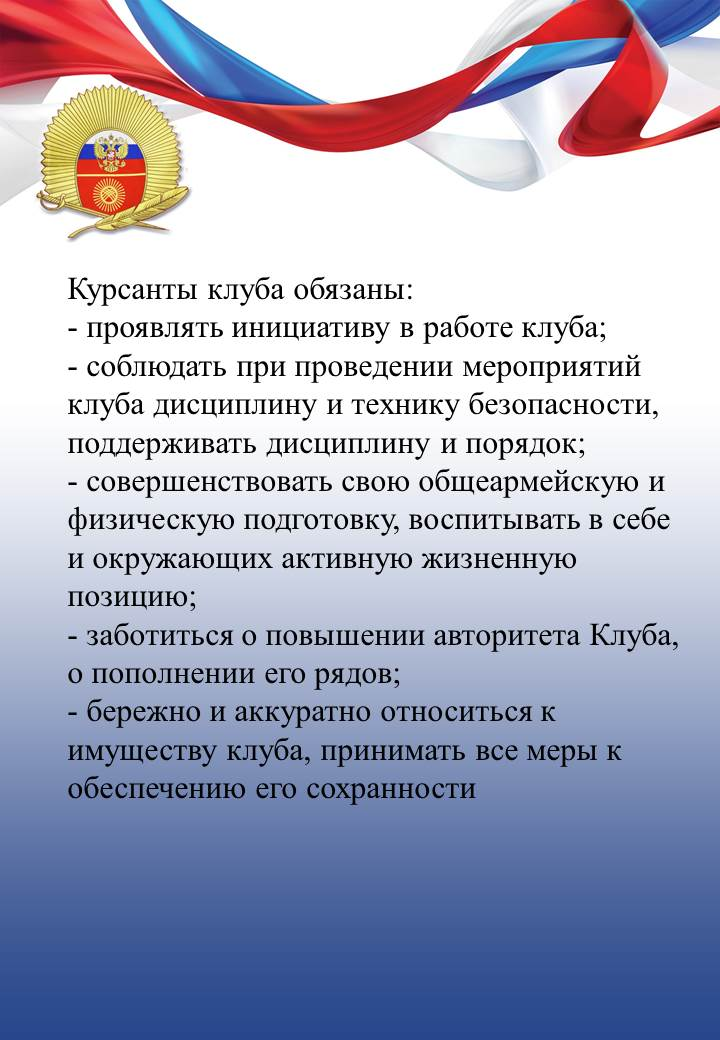 Курсанты клуба обязаны:
- проявлять инициативу в работе клуба;
- соблюдать при проведении мероприятий
клуба дисциплину и технику безопасности,
поддерживать дисциплину и порядок;
- совершенствовать свою общеармейскую и
физическую подготовку, воспитывать в себе
и окружающих активную жизненную
позицию;
- заботиться о повышении авторитета Клуба,
о пополнении его рядов;
- бережно и аккуратно относиться к
имуществу клуба, принимать все меры к
обеспечению его сохранности